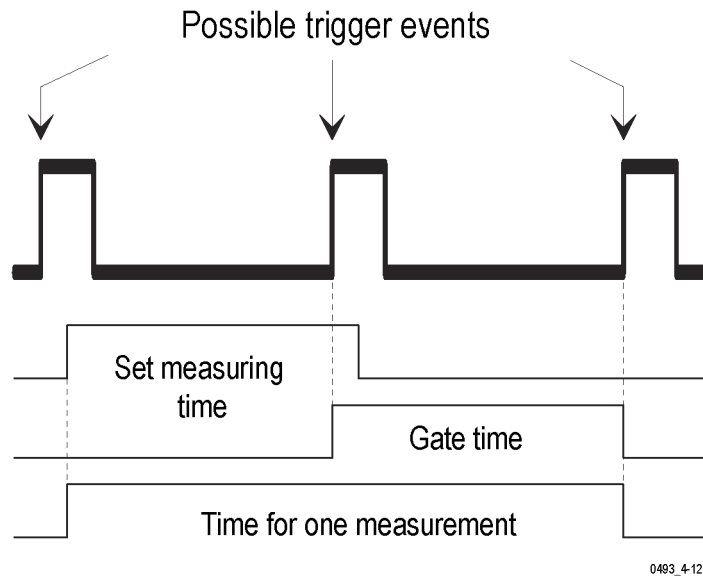 Possible trigger events
Set measuring
time
Gate time
Time for one measurement
0493_4-12